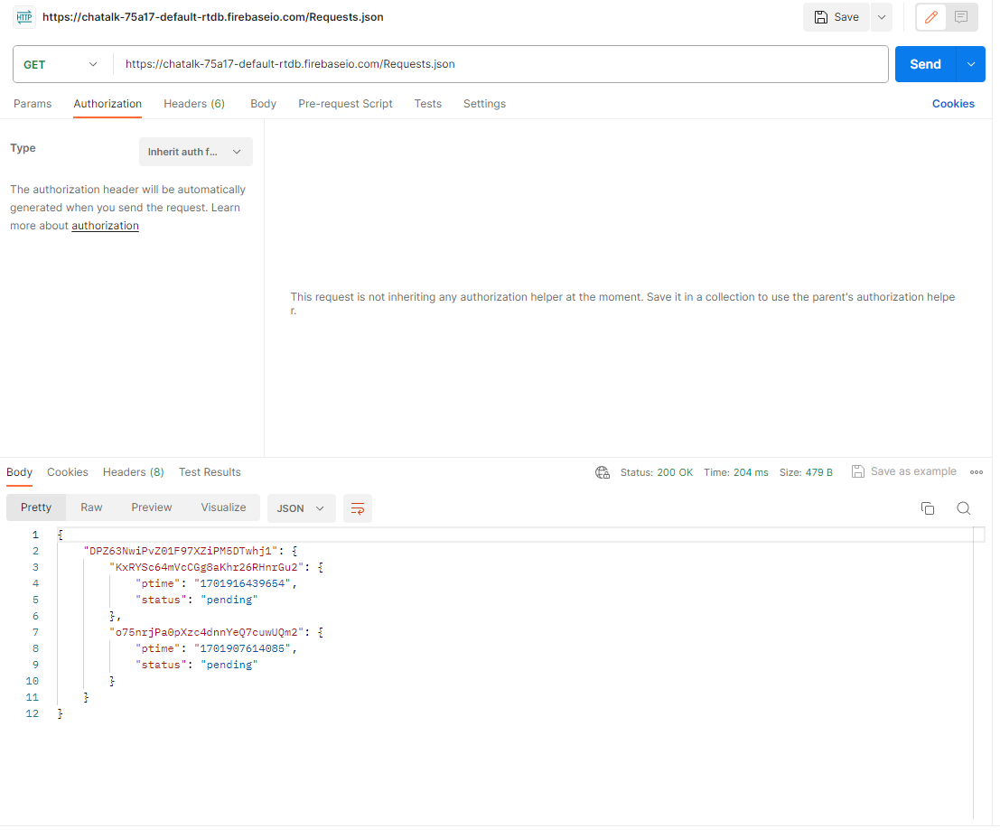 HTTP https://chatalk-75a17-default-rtdb.firebaseio.com/Requests.json Save
GET https://chatalk-75a17-default-rtdb.firebaseio.com/Requests.json Send
Params Authorization Headers (6) Body Pre-request Script Tests Settings Cookies
Type Inherit auth f...
The authorization header will be automatically
generated when you send the request. Learn
more about authorization
This request is not inheriting any authorization helper at the moment. Save it in a collection to use the parent's authorization helpe
r.
Body Cookies Headers (8) Test Results Status: 200 OK Time: 204 ms Size: 479 B Save as example
Pretty Raw Preview Visualize JSON
1 {
2 "DPZ63NwiPvZ01F97XZiPM5DTwhj1": {
3 "KxRYSc64mVcCGg8aKhr26RHnrGu2": {
4 "ptime": "1701916439654",
5 "status": "pending"
6 },
7 "o75nrjPa0pXzc4dnnYeQ7cuwUQm2": {
8 "ptime": "1701907614085",
9 "status": "pending"
10 }
11 }
12 }